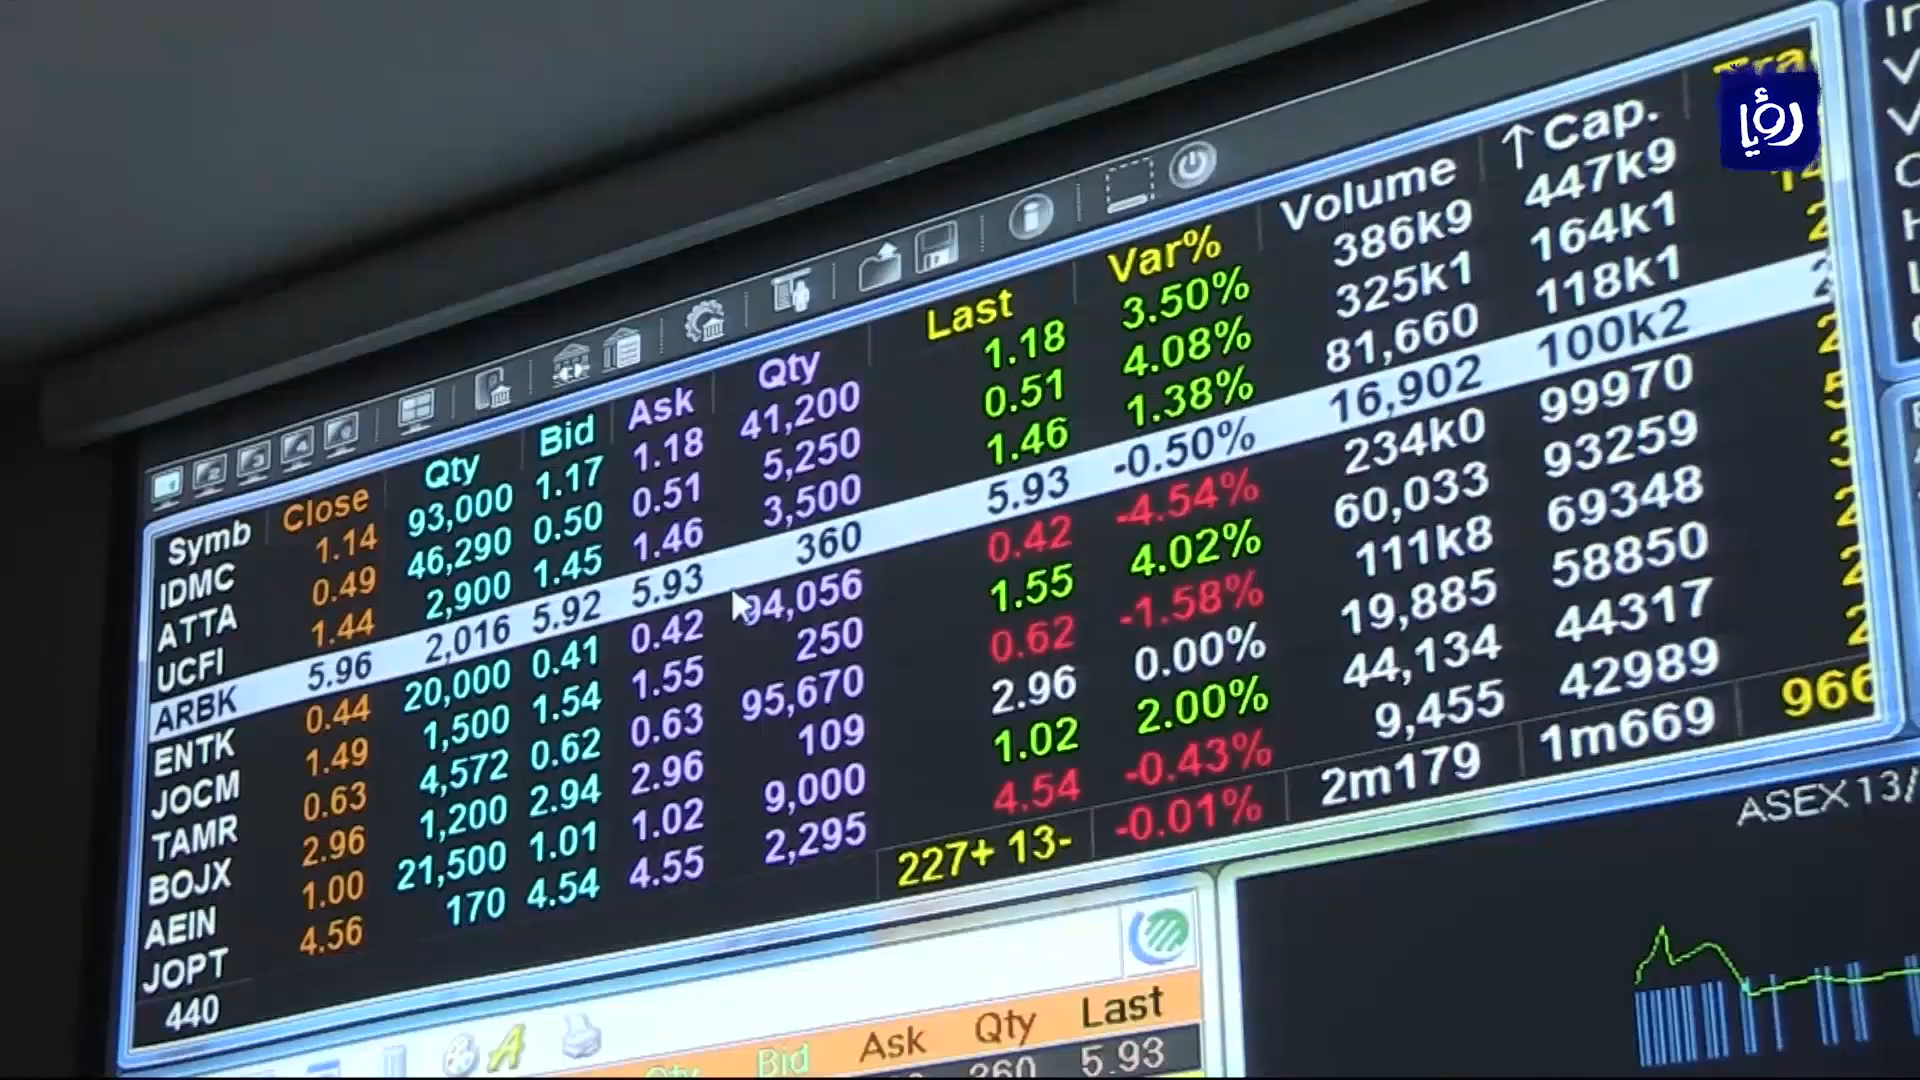 رؤيا
Symb Close Qty Bid Ask Qty Last Var% Volume ↑Cap.
IDMC 1.14 93,000 1.17 1.18 41,200 1.18 3.50% 386k9 447k9
ATTA 0.49 46,290 0.50 0.51 5,250 0.51 4.08% 325k1 164k1
UCFI 1.44 2,900 1.45 1.46 3,500 1.46 1.38% 81,660 118k1
ARBK 5.96 2,016 5.92 5.93 360 5.93 -0.50% 16,902 100k2
ENTK 0.44 20,000 0.41 0.42 94,056 0.42 -4.54% 234k0 99970
JOCM 1.49 1,500 1.54 1.55 250 1.55 4.02% 60,033 93259
TAMR 0.63 4,572 0.62 0.63 95,670 0.62 -1.58% 111k8 69348
BOJX 2.96 1,200 2.94 2.96 109 2.96 0.00% 19,885 58850
AEIN 1.00 21,500 1.01 1.02 9,000 1.02 2.00% 44,134 44317
JOPT 4.56 170 4.54 4.55 2,295 4.54 -0.43% 9,455 42989
440 227+ 13- -0.01% 2m179 1m669 966
ASEX 13/
Qty Bid Ask Qty Last
360 5.93